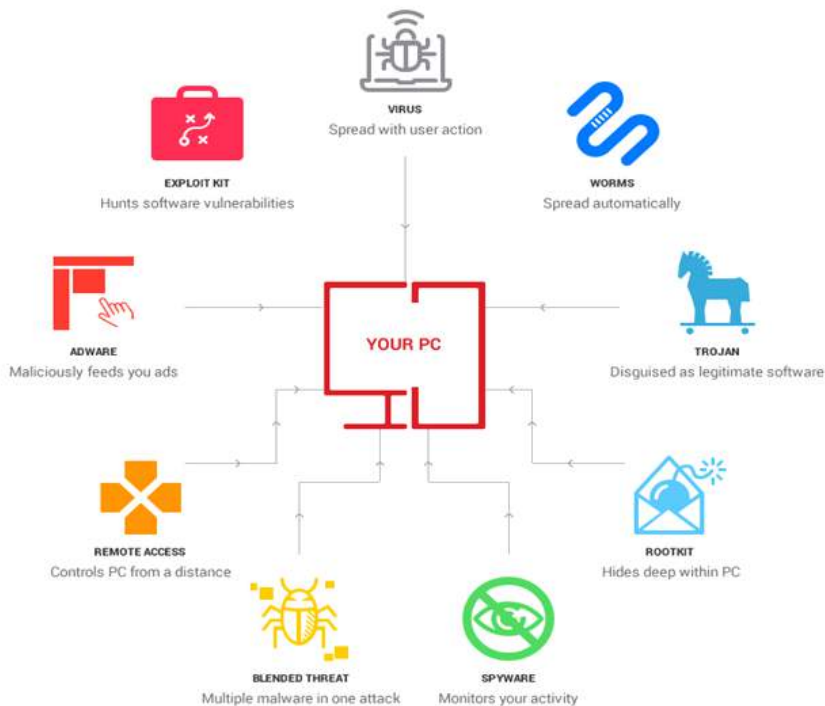 VIRUS
Spread with user action
EXPLOIT KIT
Hunts software vulnerabilities
WORMS
Spread automatically
YOUR PC
ADWARE
Maliciously feeds you ads
TROJAN
Disguised as legitimate software
REMOTE ACCESS
Controls PC from a distance
ROOTKIT
Hides deep within PC
BLENDED THREAT
Multiple malware in one attack
SPYWARE
Monitors your activity